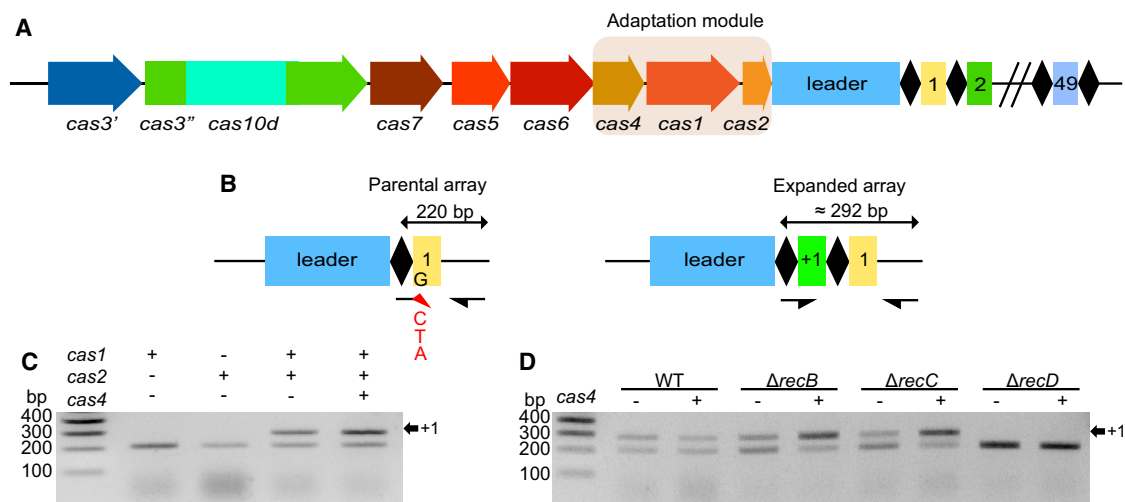 A
Adaptation module
leader 1 2 49
cas3’ cas3” cas10d cas7 cas5 cas6 cas4 cas1 cas2
B
Parental array Expanded array
220 bp ≈ 292 bp
leader 1 leader +1 1
G
C
T
A
C
cas1 + - + +
cas2 - + + +
bp cas4 - - - +
400
300
200
100
+1
D
WT ΔrecB ΔrecC ΔrecD
bp cas4 - + - + - + - +
400
300
200
100
+1